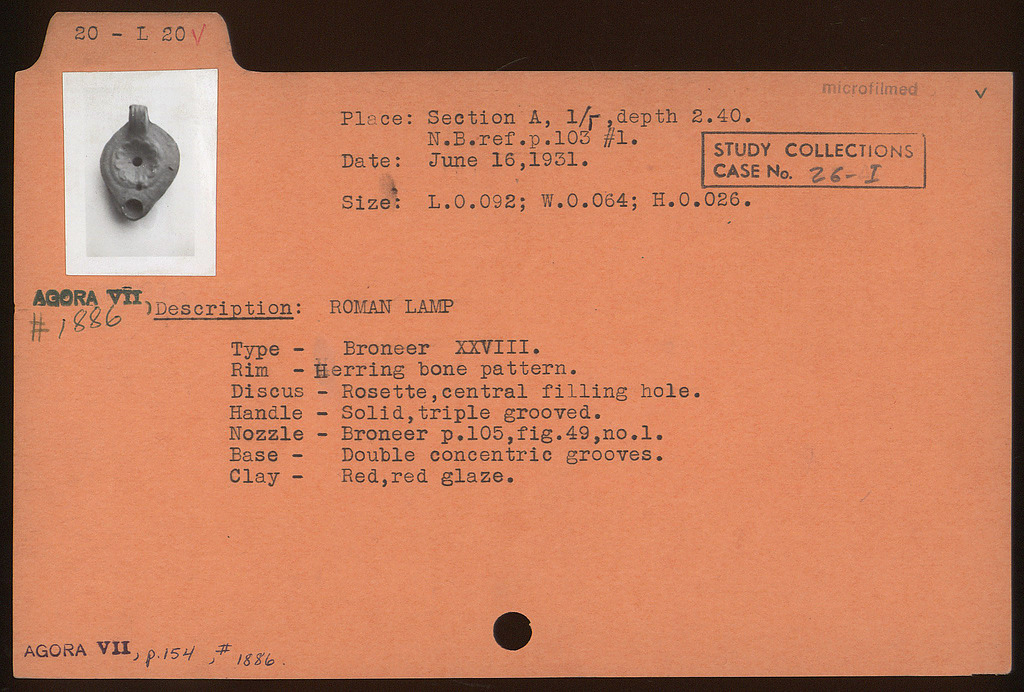 20 - L 20 √
microfilmed ✓
Place: Section A, 1/Γ, depth 2.40.
N.B.ref.p.103 #1.
Date: June 16,1931.
STUDY COLLECTIONS
CASE No. 26-I
Size: L.0.092; W.0.064; H.0.026.
AGORA VII,
# 1886
Description: ROMAN LAMP
Type - Broneer XXVIII.
Rim - Herring bone pattern.
Discus - Rosette,central filling hole.
Handle - Solid,triple grooved.
Nozzle - Broneer p.105,fig.49,no.1.
Base - Double concentric grooves.
Clay - Red,red glaze.
AGORA VII, p.154, # 1886.